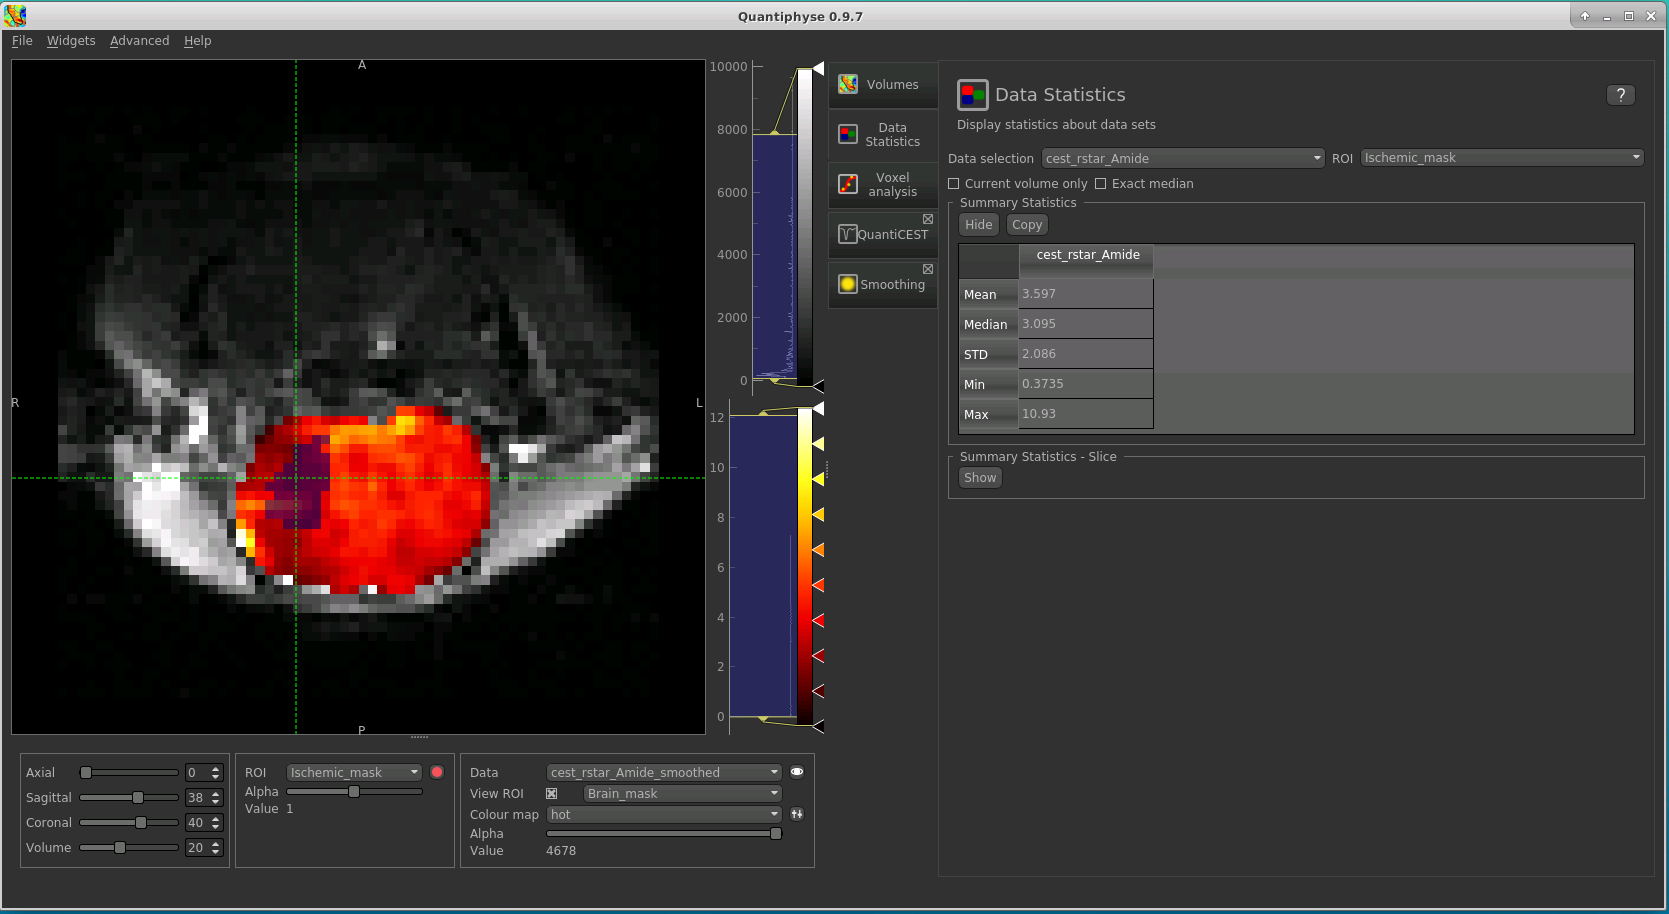 Quantiphyse 0.9.7
File Widgets Advanced Help
A
R
L
P
10000
8000
6000
4000
2000
0
12
10
8
6
4
2
0
Volumes
Data
Statistics
Voxel
analysis
QuantiCEST
Smoothing
Data Statistics
?
Display statistics about data sets
Data selection cest_rstar_Amide ROI Ischemic_mask
Current volume only Exact median
Summary Statistics
Hide Copy
cest_rstar_Amide
Mean 3.597
Median 3.095
STD 2.086
Min 0.3735
Max 10.93
Summary Statistics - Slice
Show
Axial 0
Sagittal 38
Coronal 40
Volume 20
ROI Ischemic_mask
Alpha
Value 1
Data cest_rstar_Amide_smoothed
View ROI Brain_mask
Colour map hot
Alpha
Value 4678